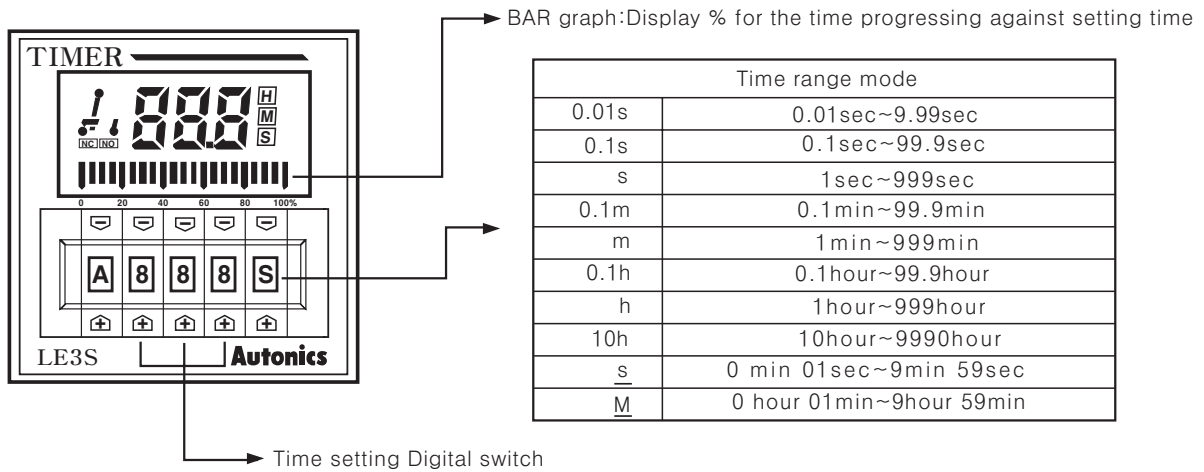 BAR graph:Display % for the time progressing against setting time
TIMER
88.8
H
M
S
NC NO
0 20 40 60 80 100%
A 8 8 8 S
LE3S Autonics
Time range mode
0.01s 0.01sec~9.99sec
0.1s 0.1sec~99.9sec
s 1sec~999sec
0.1m 0.1min~99.9min
m 1min~999min
0.1h 0.1hour~99.9hour
h 1hour~999hour
10h 10hour~9990hour
s 0 min 01sec~9min 59sec
M 0 hour 01min~9hour 59min
Time setting Digital switch